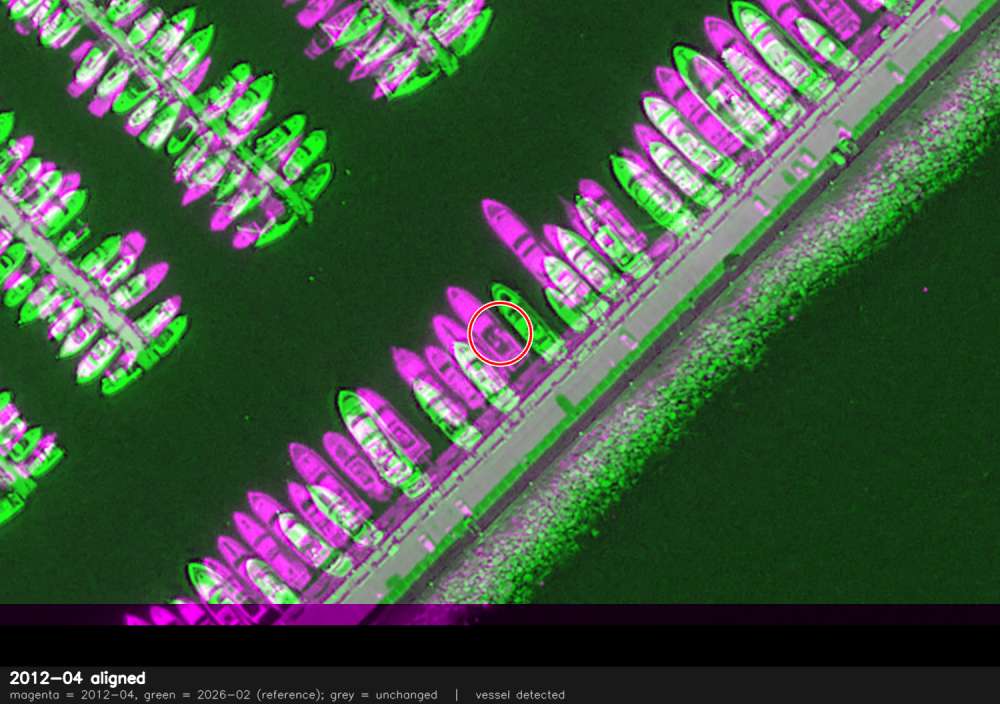 2012-04 aligned
magenta = 2012-04, green = 2026-02 (reference); grey = unchanged | vessel detected